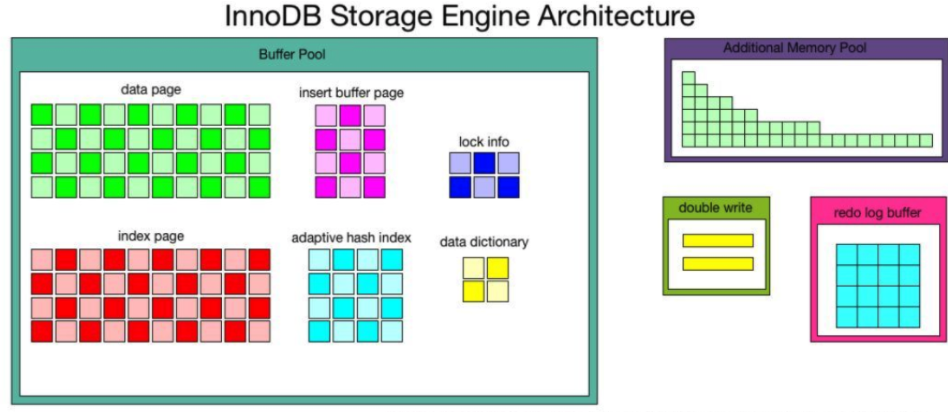 InnoDB Storage Engine Architecture
Buffer Pool
data page
insert buffer page
lock info
index page
adaptive hash index
data dictionary
Additional Memory Pool
double write
redo log buffer